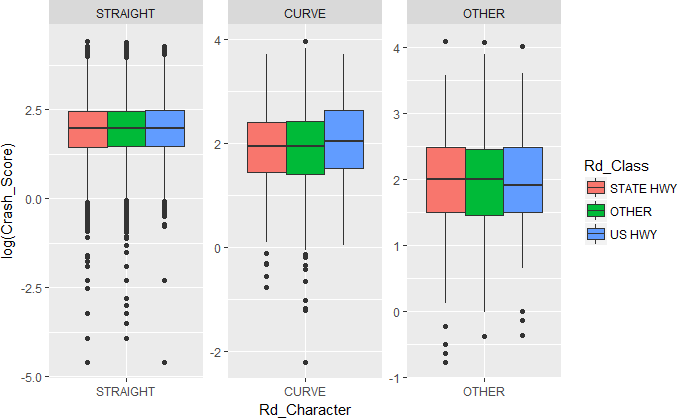 STRAIGHT
CURVE
OTHER
log(Crash_Score)
2.5
0.0
-2.5
-5.0
4
2
0
-2
4
3
2
1
0
-1
STRAIGHT
CURVE
OTHER
Rd_Character
Rd_Class
STATE HWY
OTHER
US HWY